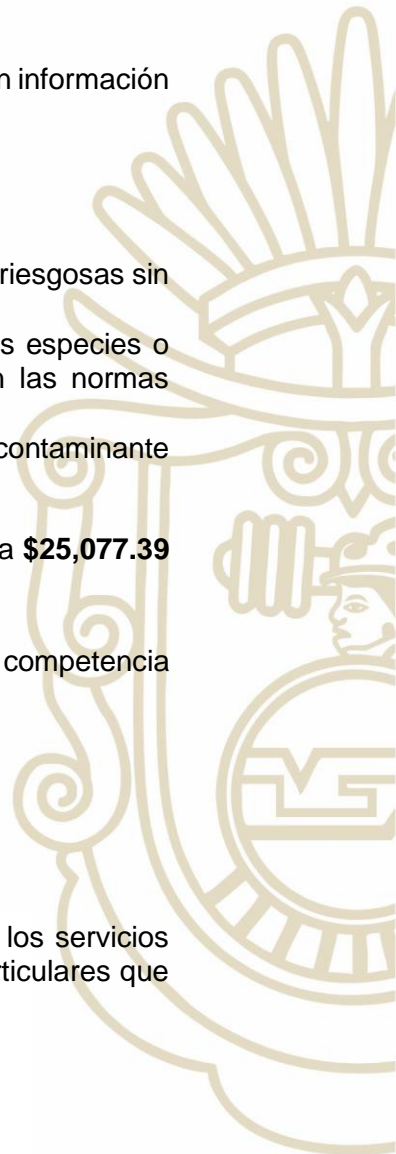 n información
riesgosas sin
s especies o
n las normas
contaminante
a $25,077.39
competencia
los servicios
rticulares que